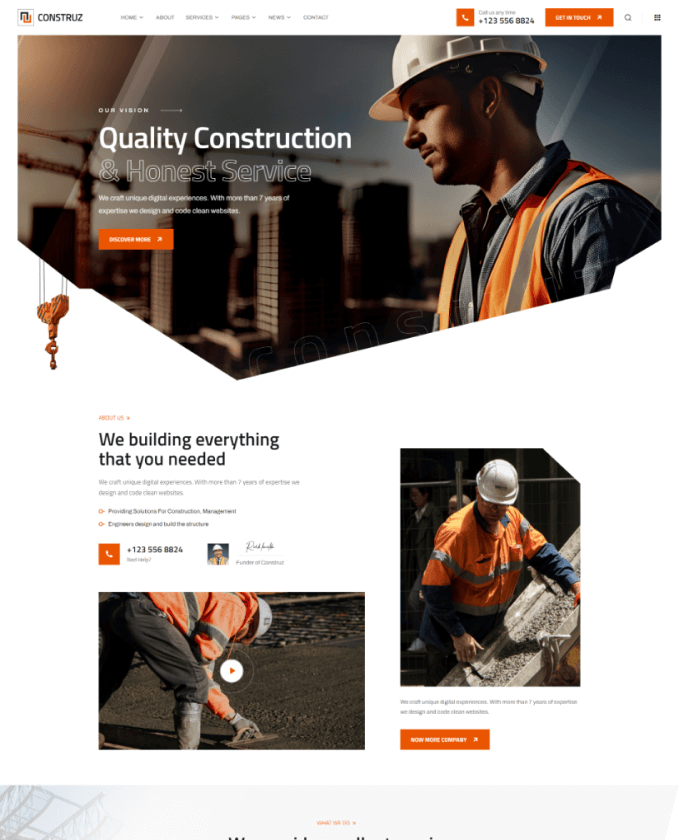 CONSTRUZ
HOME
ABOUT
SERVICES
PAGES
NEWS
CONTACT
Call us any time
+123 556 8824
GET IN TOUCH
OUR VISION
Quality Construction
& Honest Service
We craft unique digital experiences. With more than 7 years of
expertise we design and code clean websites.
DISCOVER MORE
Const
ABOUT US
We building everything
that you needed
We craft unique digital experiences. With more than 7 years of expertise we
design and code clean websites.
Providing Solutions For Construction, Management
Engineers design and build the structure
+123 556 8824
Need Help?
Funder of Construz
We craft unique digital experiences. With more than 7 years of expertise
we design and code clean websites.
NOW MORE COMPANY
WHAT WE DO